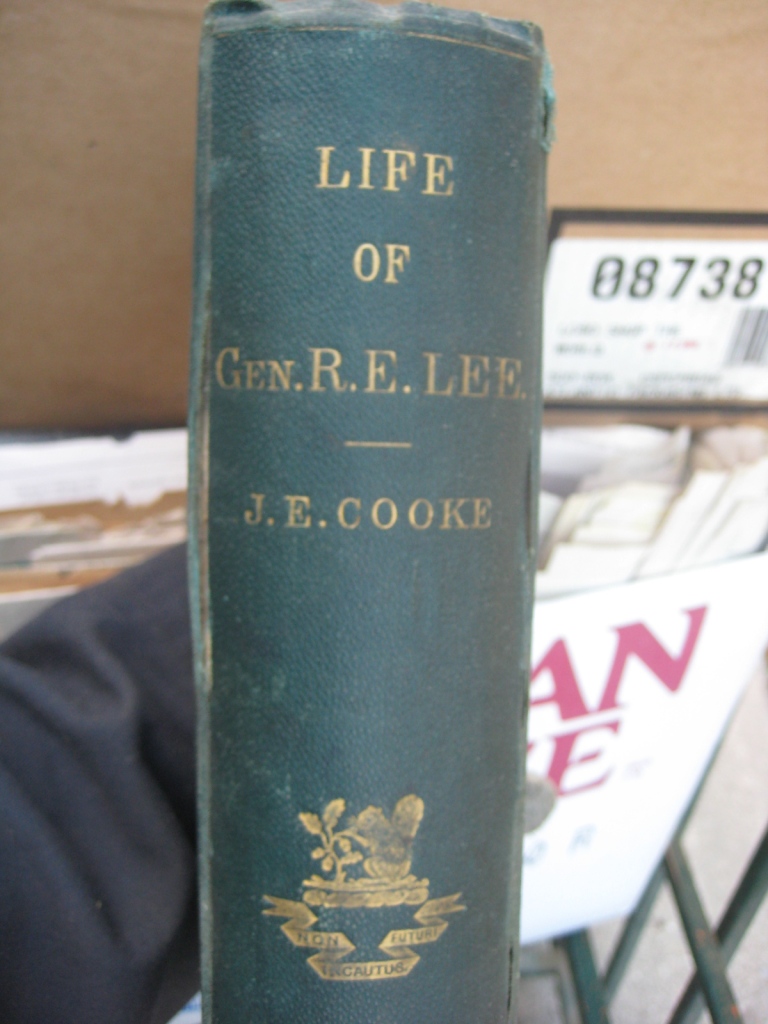 LIFE
OF
GEN. R. E. LEE.
J. E. COOKE
NON FUTURI
INCAUTUS.
08738
AN
E
O R